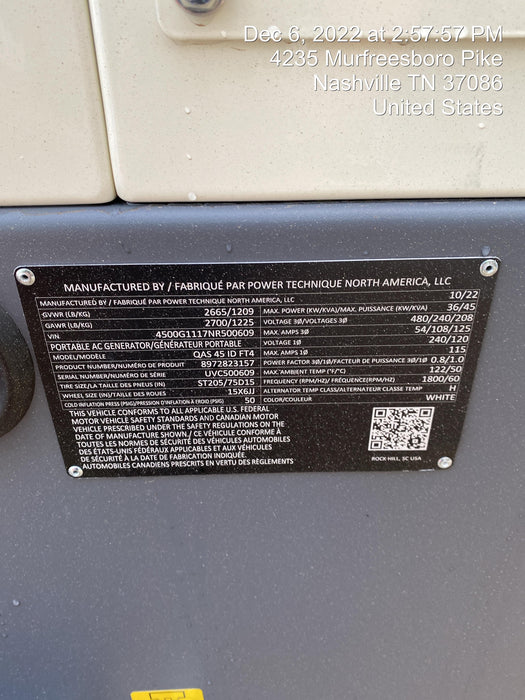 Dec 6, 2022 at 2:57:57 PM
4235 Murfreesboro Pike
Nashville TN 37086
United States
MANUFACTURED BY / FABRIQUÉ PAR POWER TECHNIQUE NORTH AMERICA, LLC
MANUFACTURED BY / FABRIQUÉ PAR POWER TECHNIQUE NORTH AMERICA, LLC 10/22
GVWR (LB/KG) 2665/1209
GAWR (LB/KG) 2700/1225
VIN 4500G1117NR500609
PORTABLE AC GENERATOR/GÉNÉRATEUR PORTABLE
MODEL/MODÈLE QAS 45 ID FT4
PRODUCT NUMBER/NUMÉRO DE PRODUIT 8972823157
SERIAL NUMBER/NUMÉRO DE SÉRIE UVC500609
TIRE SIZE/LA TAILLE DES PNEUS (IN) ST205/75D15
WHEEL SIZE (IN)/TAILLE DES ROUES 15X6JJ
COLD INFLATION PRESS (PSIG)/PRESSION D'INFLATION À FROID (PSIG) 50
MAX. POWER (KW/KVA)/MAX. PUISSANCE (KW/KVA) 36/45
VOLTAGE 3Ø/VOLTAGES 3Ø 480/240/208
MAX. AMPS 3Ø 54/108/125
VOLTAGE 1Ø 240/120
MAX. AMPS 1Ø 115
POWER FACTOR 3Ø/1Ø/FACTEUR DE PUISSANCE 3Ø/1Ø 0.8/1.0
MAX.°AMBIENT TEMP (°F/°C) 122/50
FREQUENCY (RPM/HZ/ FRÉQUENCE(RPM/HZ) 1800/60
ALTERNATOR TEMP CLASS/ALTERNATEUR CLASSE TEMP H
COLOR/COULEUR WHITE
THIS VEHICLE CONFORMS TO ALL APPLICABLE U.S. FEDERAL
MOTOR VEHICLE SAFETY STANDARDS AND CANADIAN MOTOR
VEHICLE PRESCRIBED UNDER THE SAFETY REGULATIONS ON THE
DATE OF MANUFACTURE SHOWN / CE VÉHICULE CONFORME À
TOUTES LES NORMES DE SÉCURITÉ DES VÉHICULES AUTOMOBILES
DES ÉTATS-UNIS FÉDÉRAUX APPLICABLES ET AUX VÉHICULES
DE SÉCURITÉ À LA DATE DE FABRICATION INDIQUÉE.
AUTOMOBILES CANADIENS PRESCRITS EN VERTU DES RÈGLEMENTS
ROCK HILL, SC USA